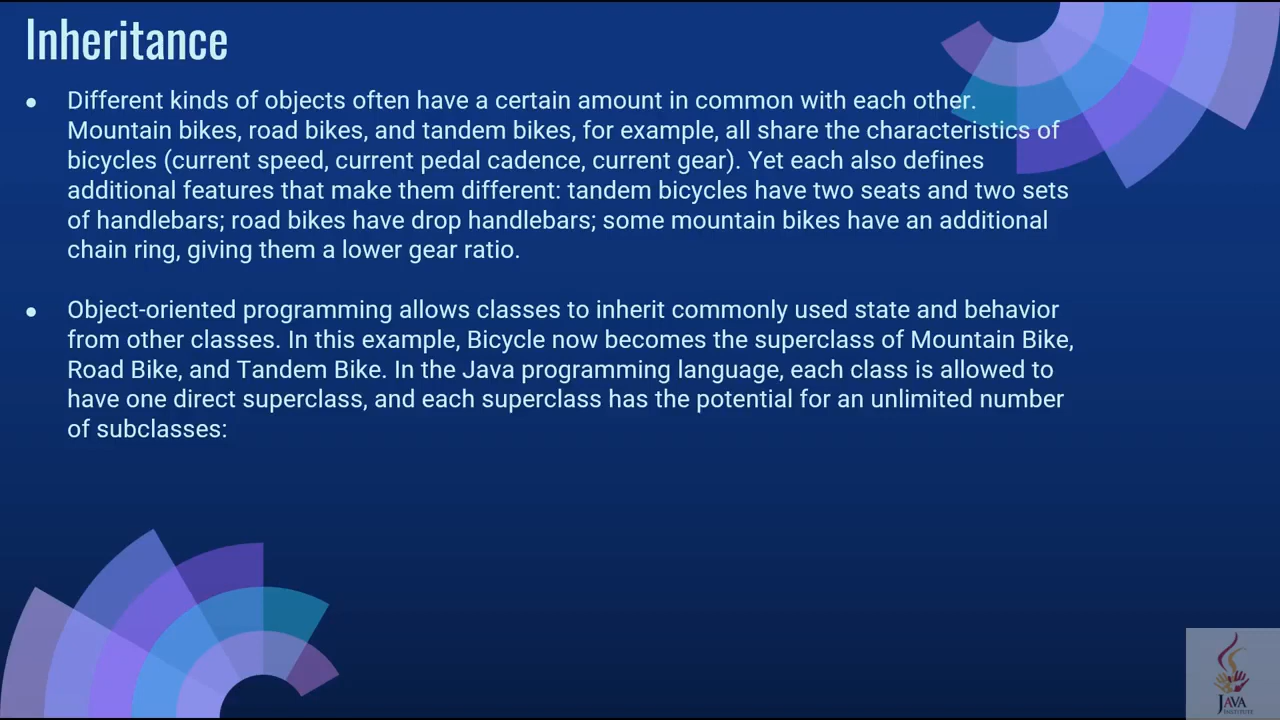 Inheritance
● Different kinds of objects often have a certain amount in common with each other.
Mountain bikes, road bikes, and tandem bikes, for example, all share the characteristics of
bicycles (current speed, current pedal cadence, current gear). Yet each also defines
additional features that make them different: tandem bicycles have two seats and two sets
of handlebars; road bikes have drop handlebars; some mountain bikes have an additional
chain ring, giving them a lower gear ratio.
● Object-oriented programming allows classes to inherit commonly used state and behavior
from other classes. In this example, Bicycle now becomes the superclass of Mountain Bike,
Road Bike, and Tandem Bike. In the Java programming language, each class is allowed to
have one direct superclass, and each superclass has the potential for an unlimited number
of subclasses:
JAVA
INSTITUTE